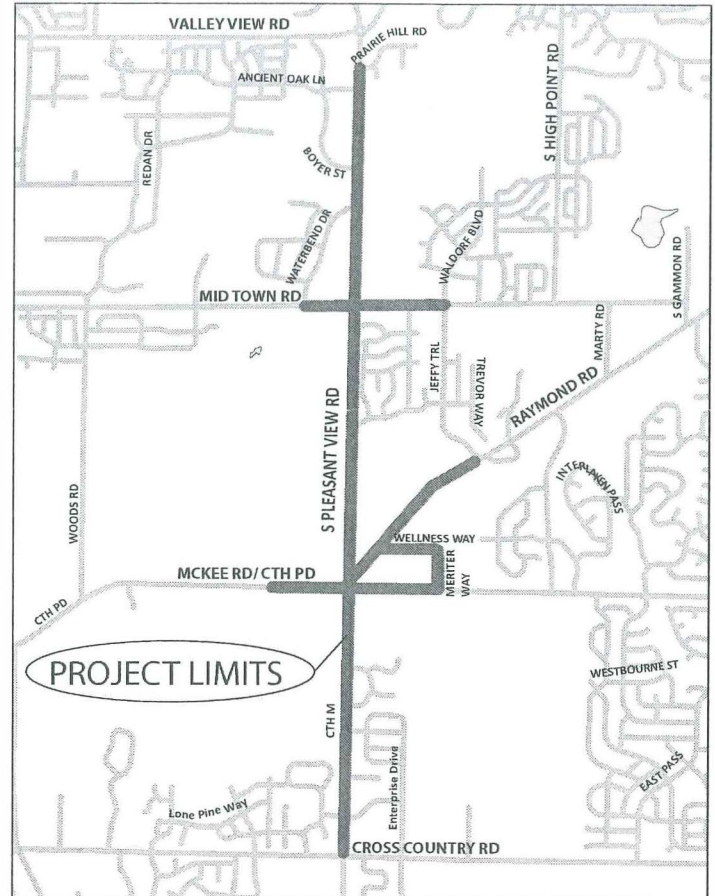 VALLEY VIEW RD
PRAIRIE HILL RD
ANCIENT OAK LN
S HIGH POINT RD
REDAN DR
BOYER ST
WATERBEND DR
WALDORF BLVD
MID TOWN RD
S GAMMON RD
MARTY RD
JEFFY TRL
TREVOR WAY
RAYMOND RD
S PLEASANT VIEW RD
INTERLAKEN PASS
WOODS RD
WELLNESS WAY
MCKEE RD/ CTH PD
MERITER
WAY
CTH PD
PROJECT LIMITS
WESTBOURNE ST
CTH M
EAST PASS
Enterprise Drive
Lone Pine Way
CROSS COUNTRY RD